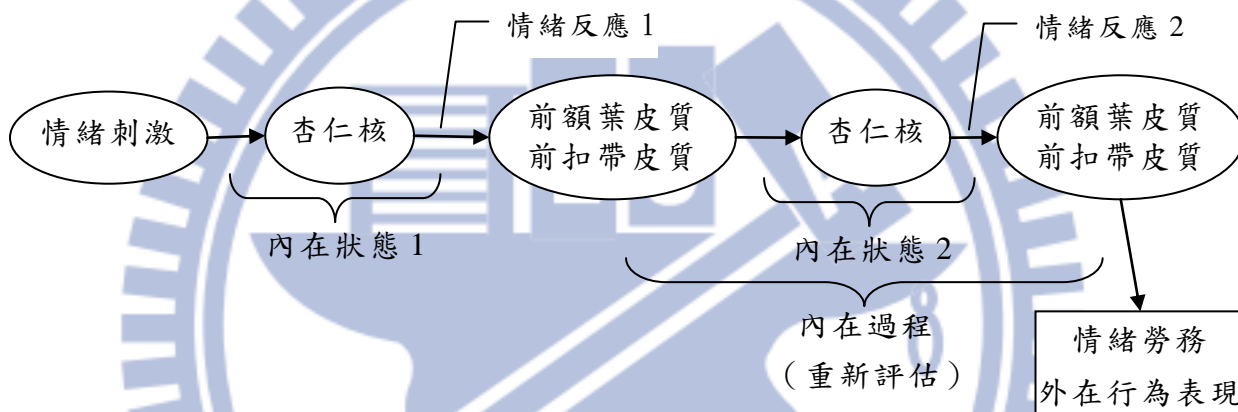 情緒反應 1
情緒反應 2
情緒刺激
杏仁核
前額葉皮質
前扣帶皮質
杏仁核
前額葉皮質
前扣帶皮質
內在狀態 1
內在狀態 2
內在過程
（重新評估）
情緒勞務
外在行為表現